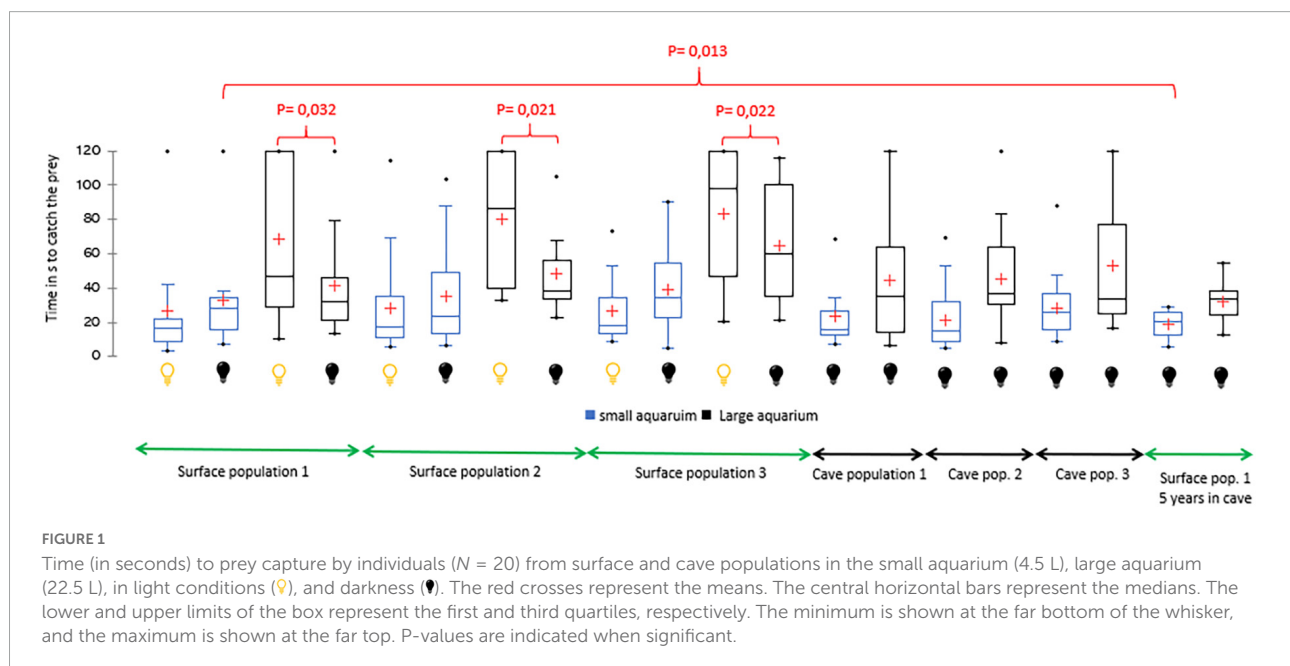 P= 0,013
P= 0,032
P= 0,021
P= 0,022
Time in s to catch the prey
120
100
80
60
40
20
0
small aquaruim Large aquarium
Surface population 1 Surface population 2 Surface population 3 Cave population 1 Cave pop. 2 Cave pop. 3 Surface pop. 1
5 years in cave
FIGURE 1
Time (in seconds) to prey capture by individuals (N = 20) from surface and cave populations in the small aquarium (4.5 L), large aquarium
(22.5 L), in light conditions (), and darkness (). The red crosses represent the means. The central horizontal bars represent the medians. The
lower and upper limits of the box represent the first and third quartiles, respectively. The minimum is shown at the far bottom of the whisker,
and the maximum is shown at the far top. P-values are indicated when significant.